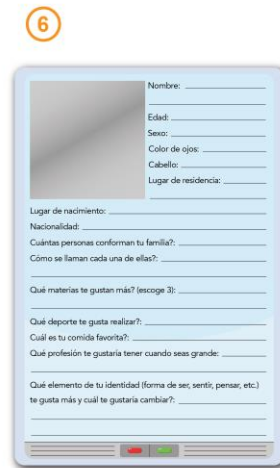 6
Nombre:
Edad:
Sexo:
Color de ojos:
Cabello:
Lugar de residencia:
Lugar de nacimiento:
Nacionalidad:
Cuántas personas conforman tu familia?:
Cómo se llaman cada una de ellas?:
Qué materias te gustan más? (escoge 3):
Qué deporte te gusta realizar?:
Cuál es tu comida favorita?:
Qué profesión te gustaría tener cuando seas grande:
Qué elemento de tu identidad (forma de ser, sentir, pensar, etc.)
te gusta más y cuál te gustaría cambiar?: